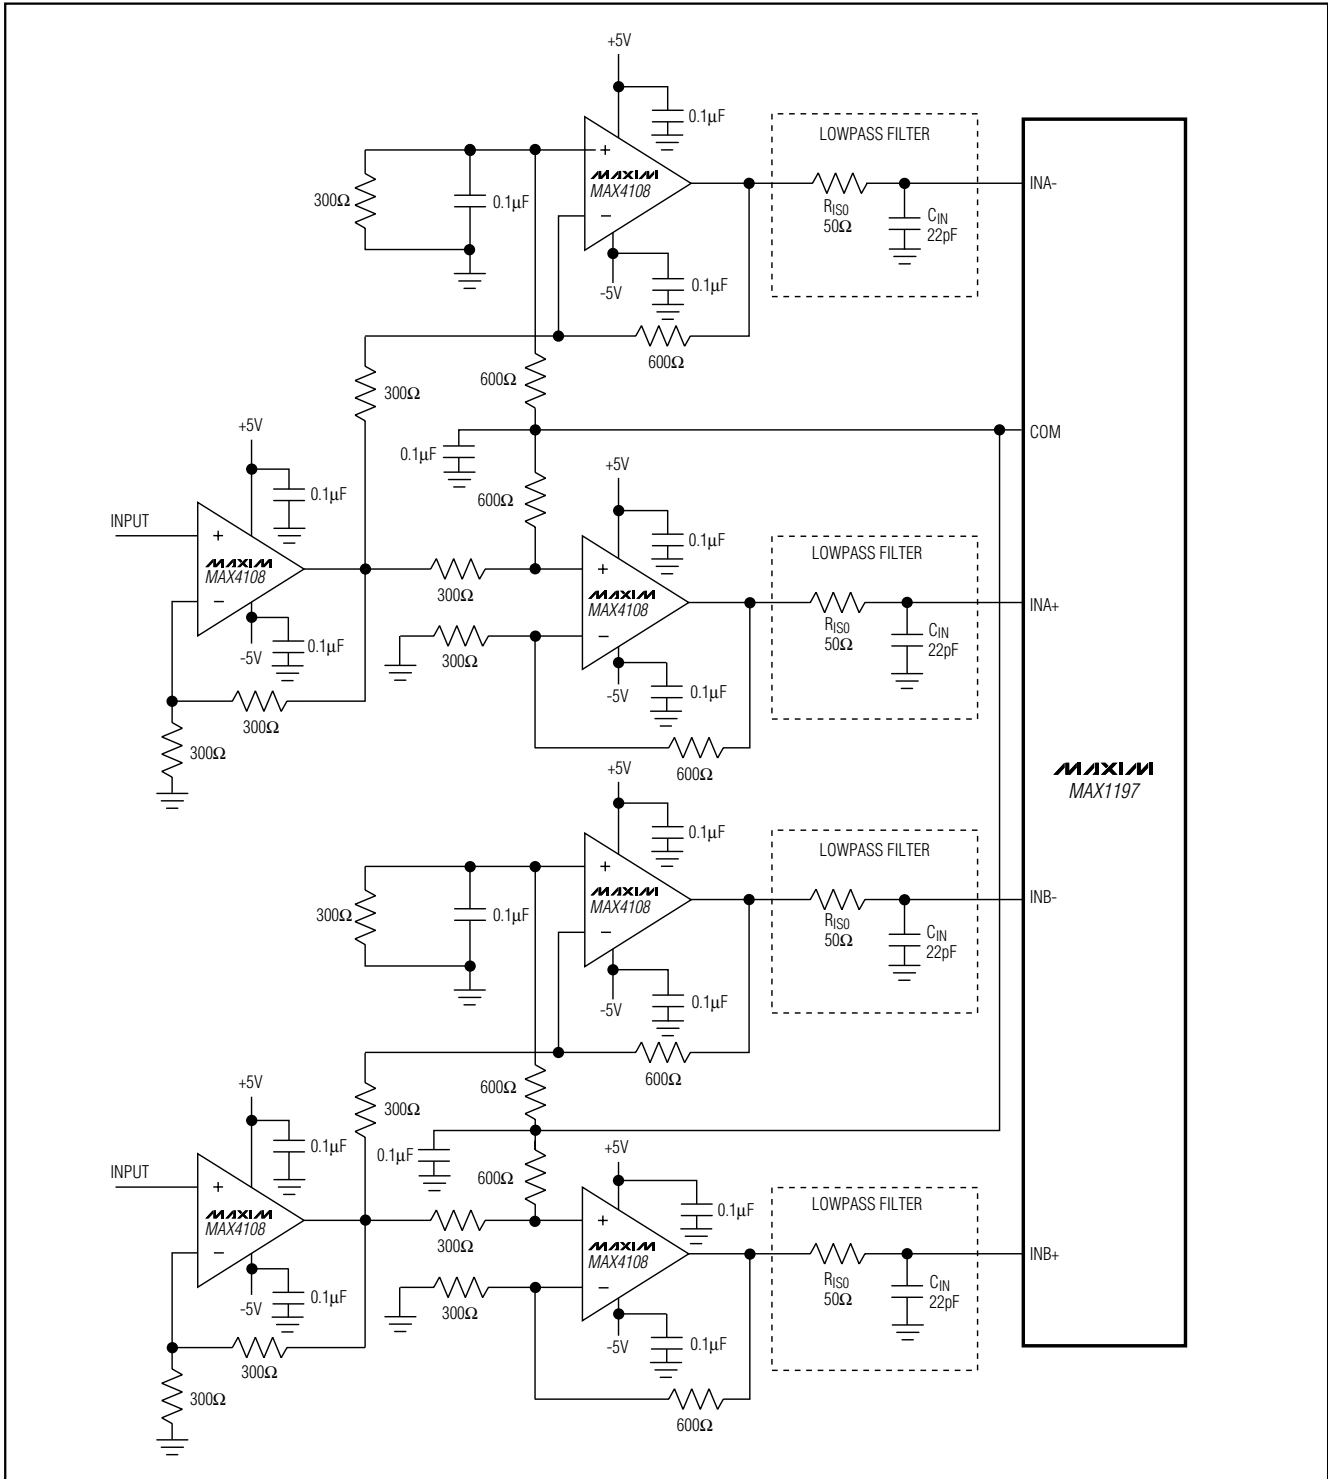 +5V
0.1µF
LOWPASS FILTER
+
MAXIM
MAX4108
−
300Ω
0.1µF
RISO
50Ω
CIN
22pF
INA-
-5V
0.1µF
600Ω
300Ω
600Ω
COM
0.1µF
+5V
0.1µF
INPUT
+
MAXIM
MAX4108
−
-5V
0.1µF
300Ω
300Ω
600Ω
+5V
0.1µF
LOWPASS FILTER
300Ω
+
MAXIM
MAX4108
−
300Ω
RISO
50Ω
CIN
22pF
INA+
-5V
0.1µF
600Ω
MAXIM
MAX1197
+5V
0.1µF
LOWPASS FILTER
+
MAXIM
MAX4108
−
300Ω
0.1µF
RISO
50Ω
CIN
22pF
INB-
-5V
0.1µF
600Ω
300Ω
600Ω
0.1µF
+5V
0.1µF
INPUT
+
MAXIM
MAX4108
−
-5V
0.1µF
300Ω
300Ω
600Ω
+5V
0.1µF
LOWPASS FILTER
300Ω
+
MAXIM
MAX4108
−
300Ω
RISO
50Ω
CIN
22pF
INB+
-5V
0.1µF
600Ω